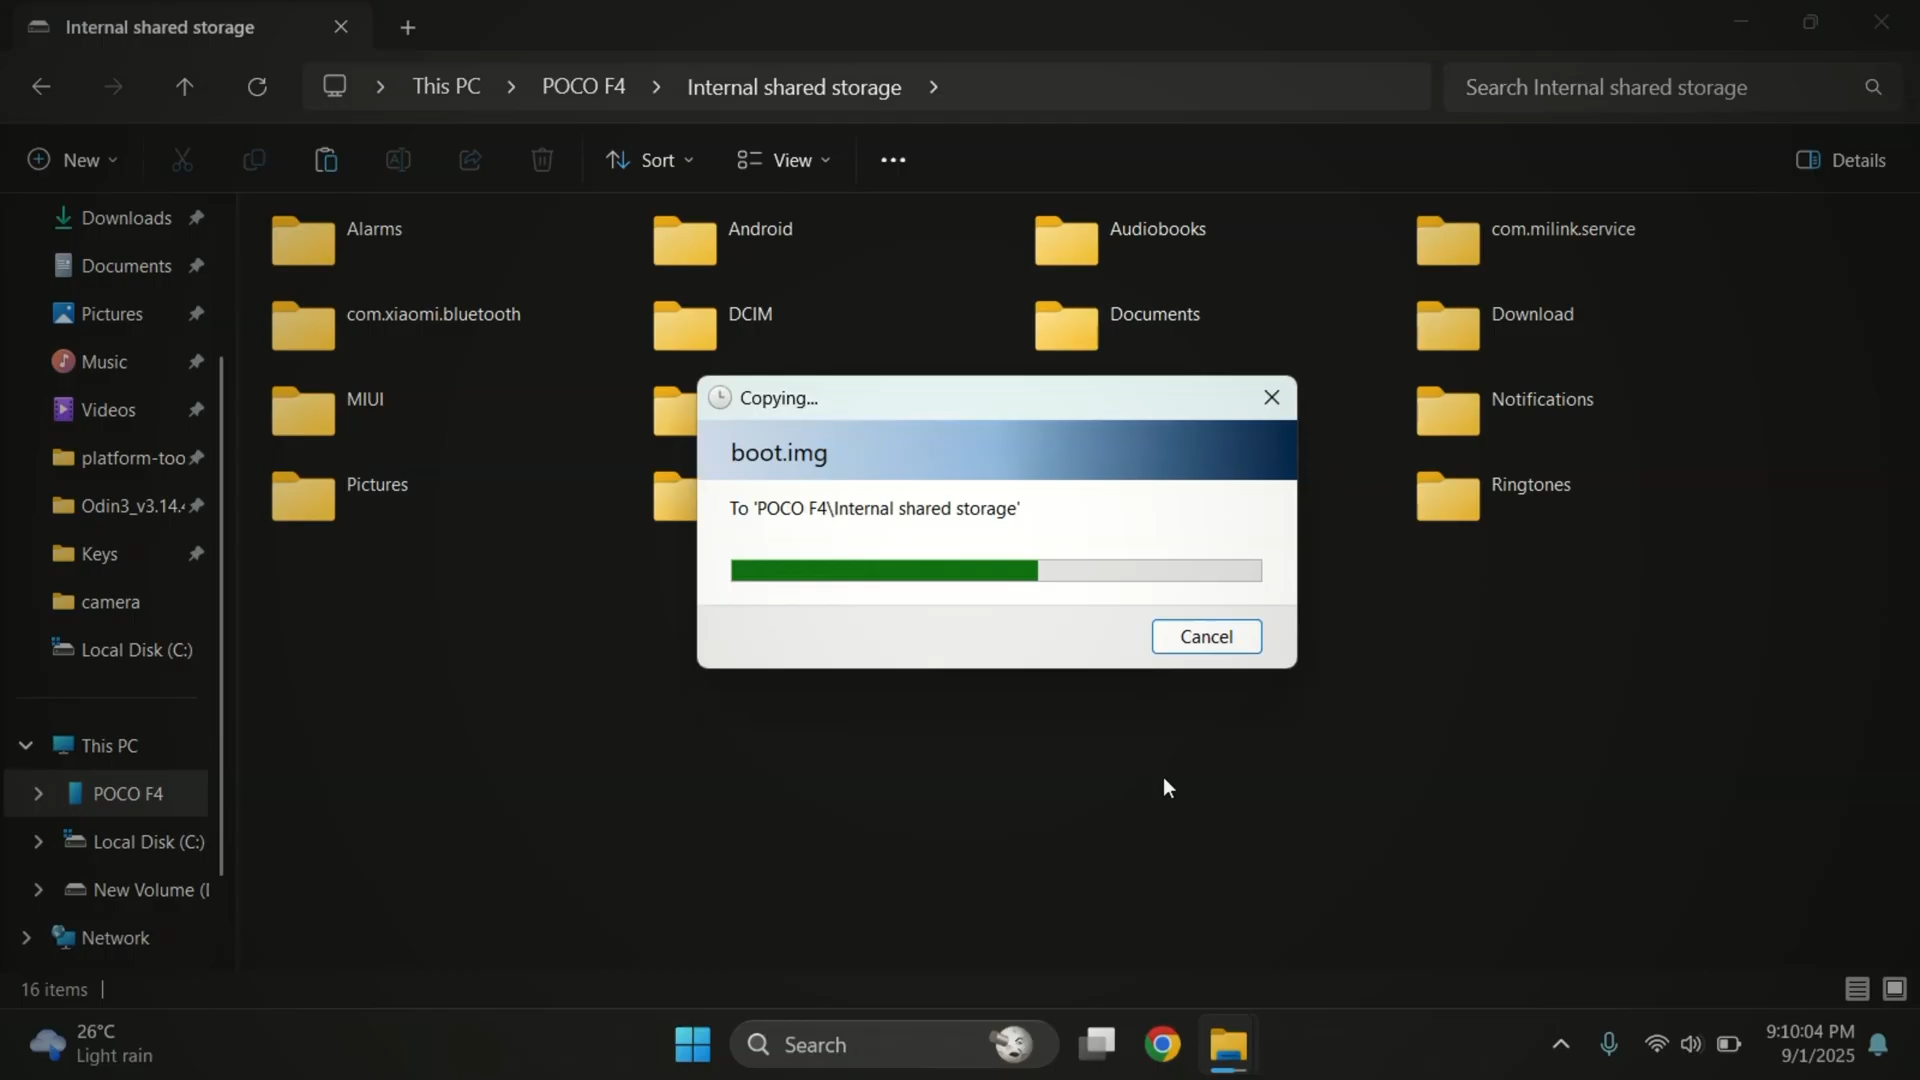 Internal shared storage
This PC
POCO F4
Internal shared storage
Search Internal shared storage
New
Sort
View
Details
Downloads
Documents
Pictures
Music
Videos
platform-too
Odin3_v3.14.4
Keys
camera
Local Disk (C:)
This PC
POCO F4
Local Disk (C:)
New Volume (
Network
Alarms
Android
Audiobooks
com.milink.service
com.xiaomi.bluetooth
DCIM
Documents
Download
MIUI
Notifications
Pictures
Ringtones
Copying...
boot.img
To 'POCO F4\Internal shared storage'
Cancel
16 items
26°C
Light rain
Search
9:10:04 PM
9/1/2025